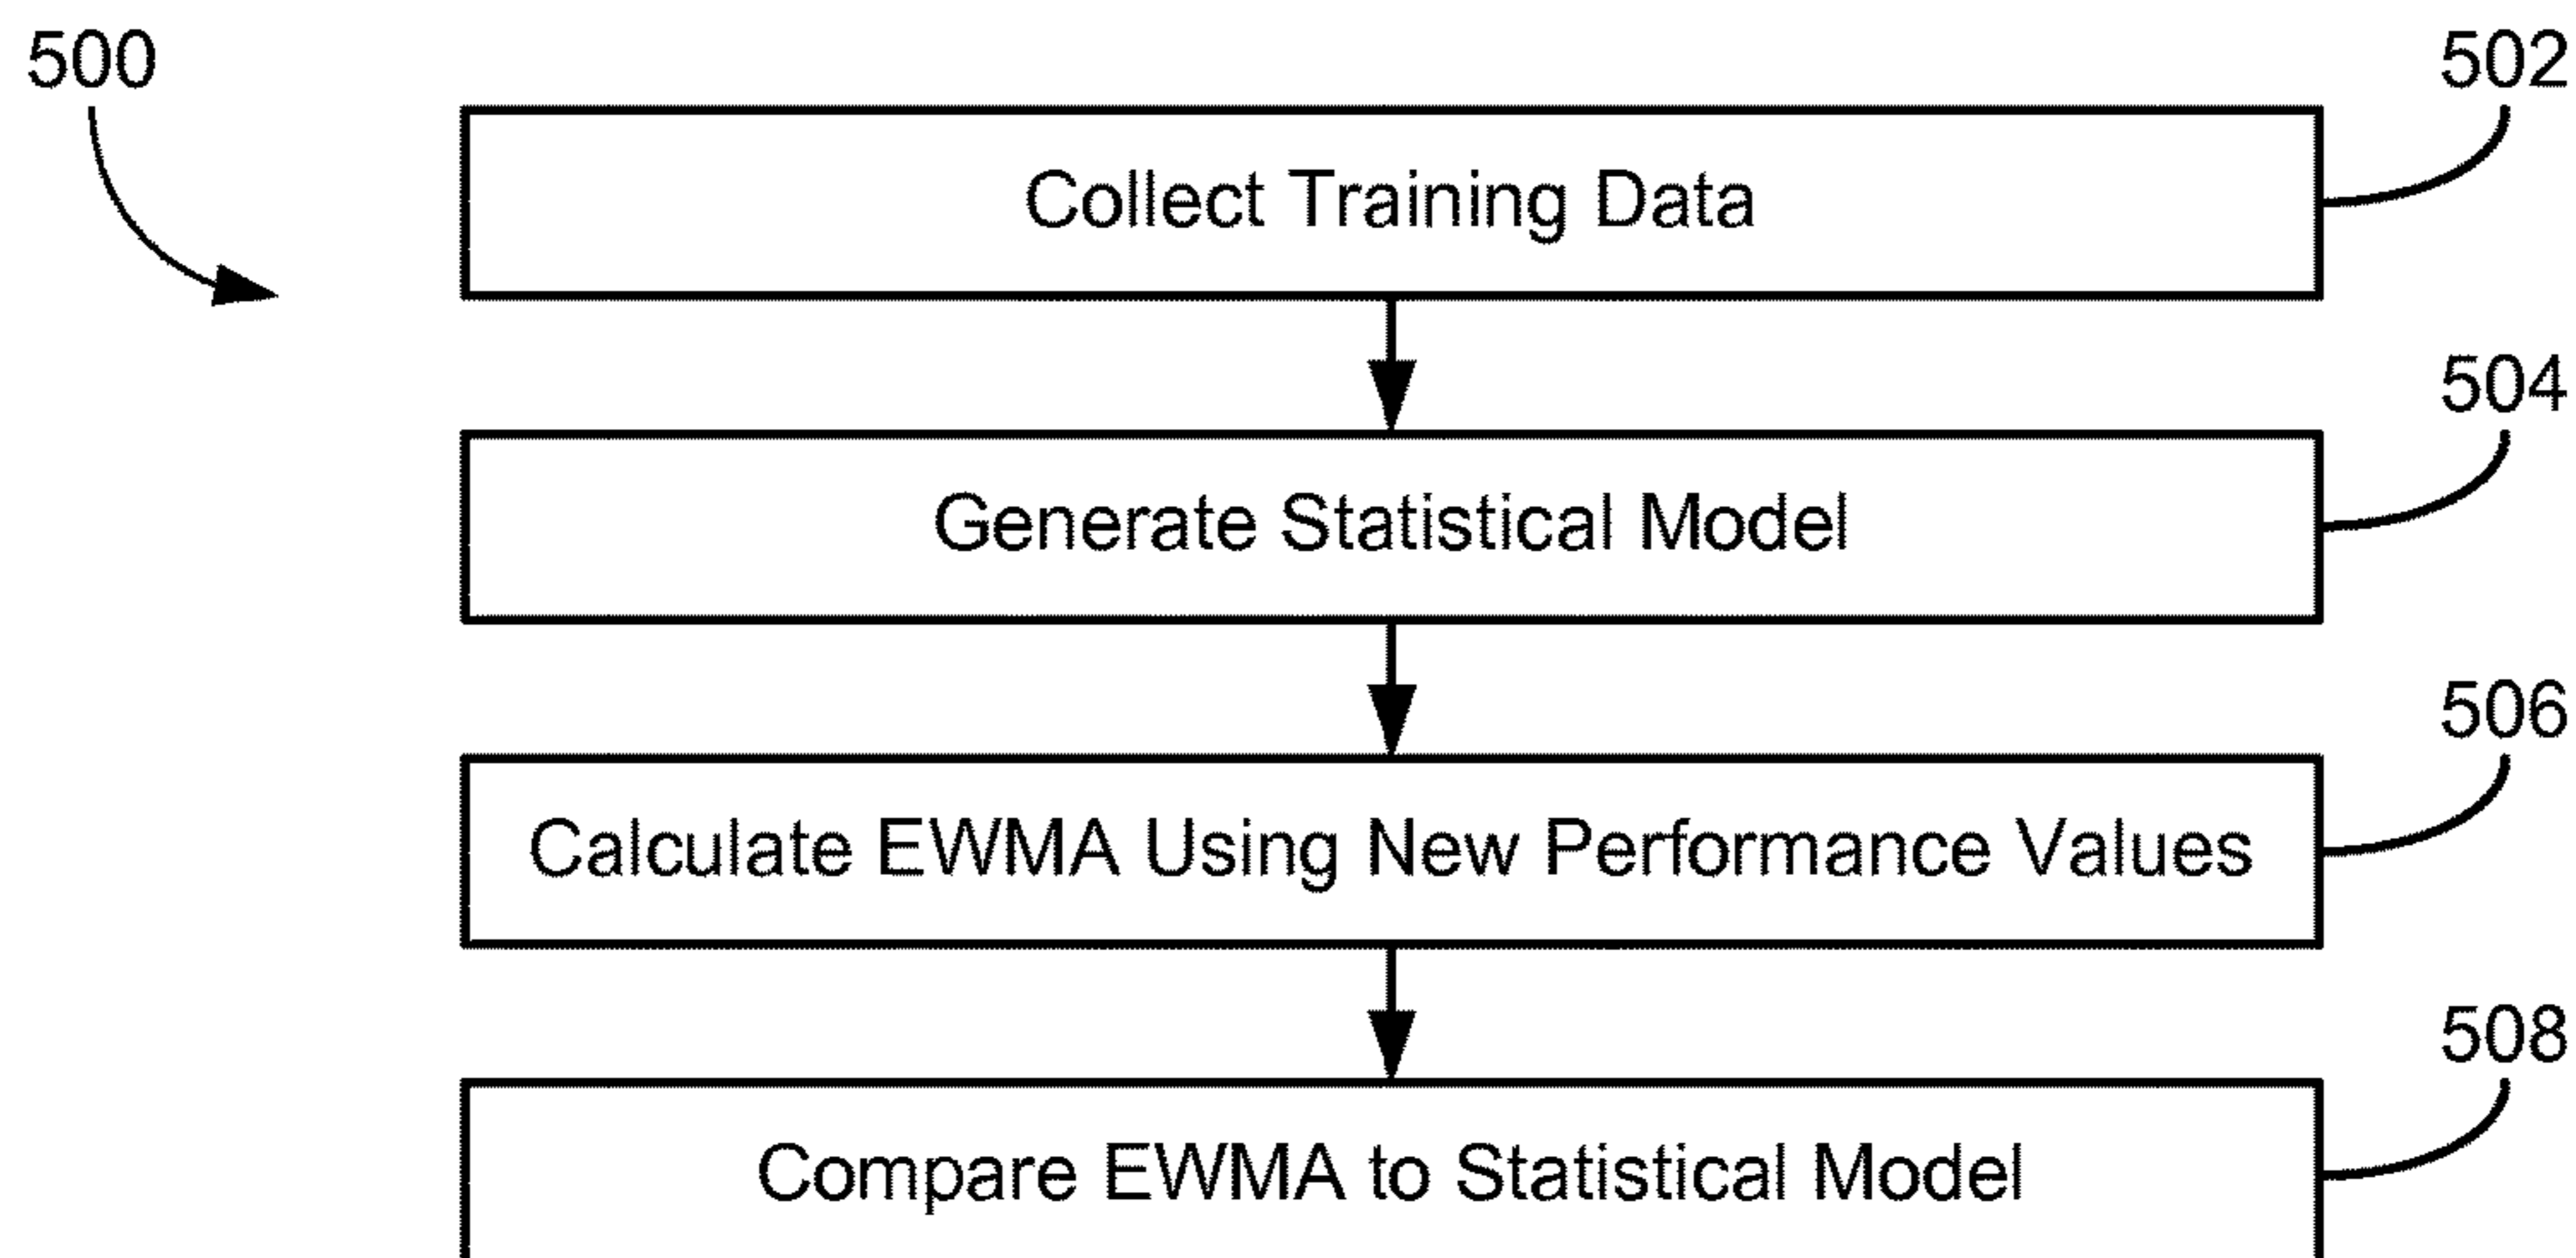 500
502
Collect Training Data
504
Generate Statistical Model
506
Calculate EWMA Using New Performance Values
508
Compare EWMA to Statistical Model